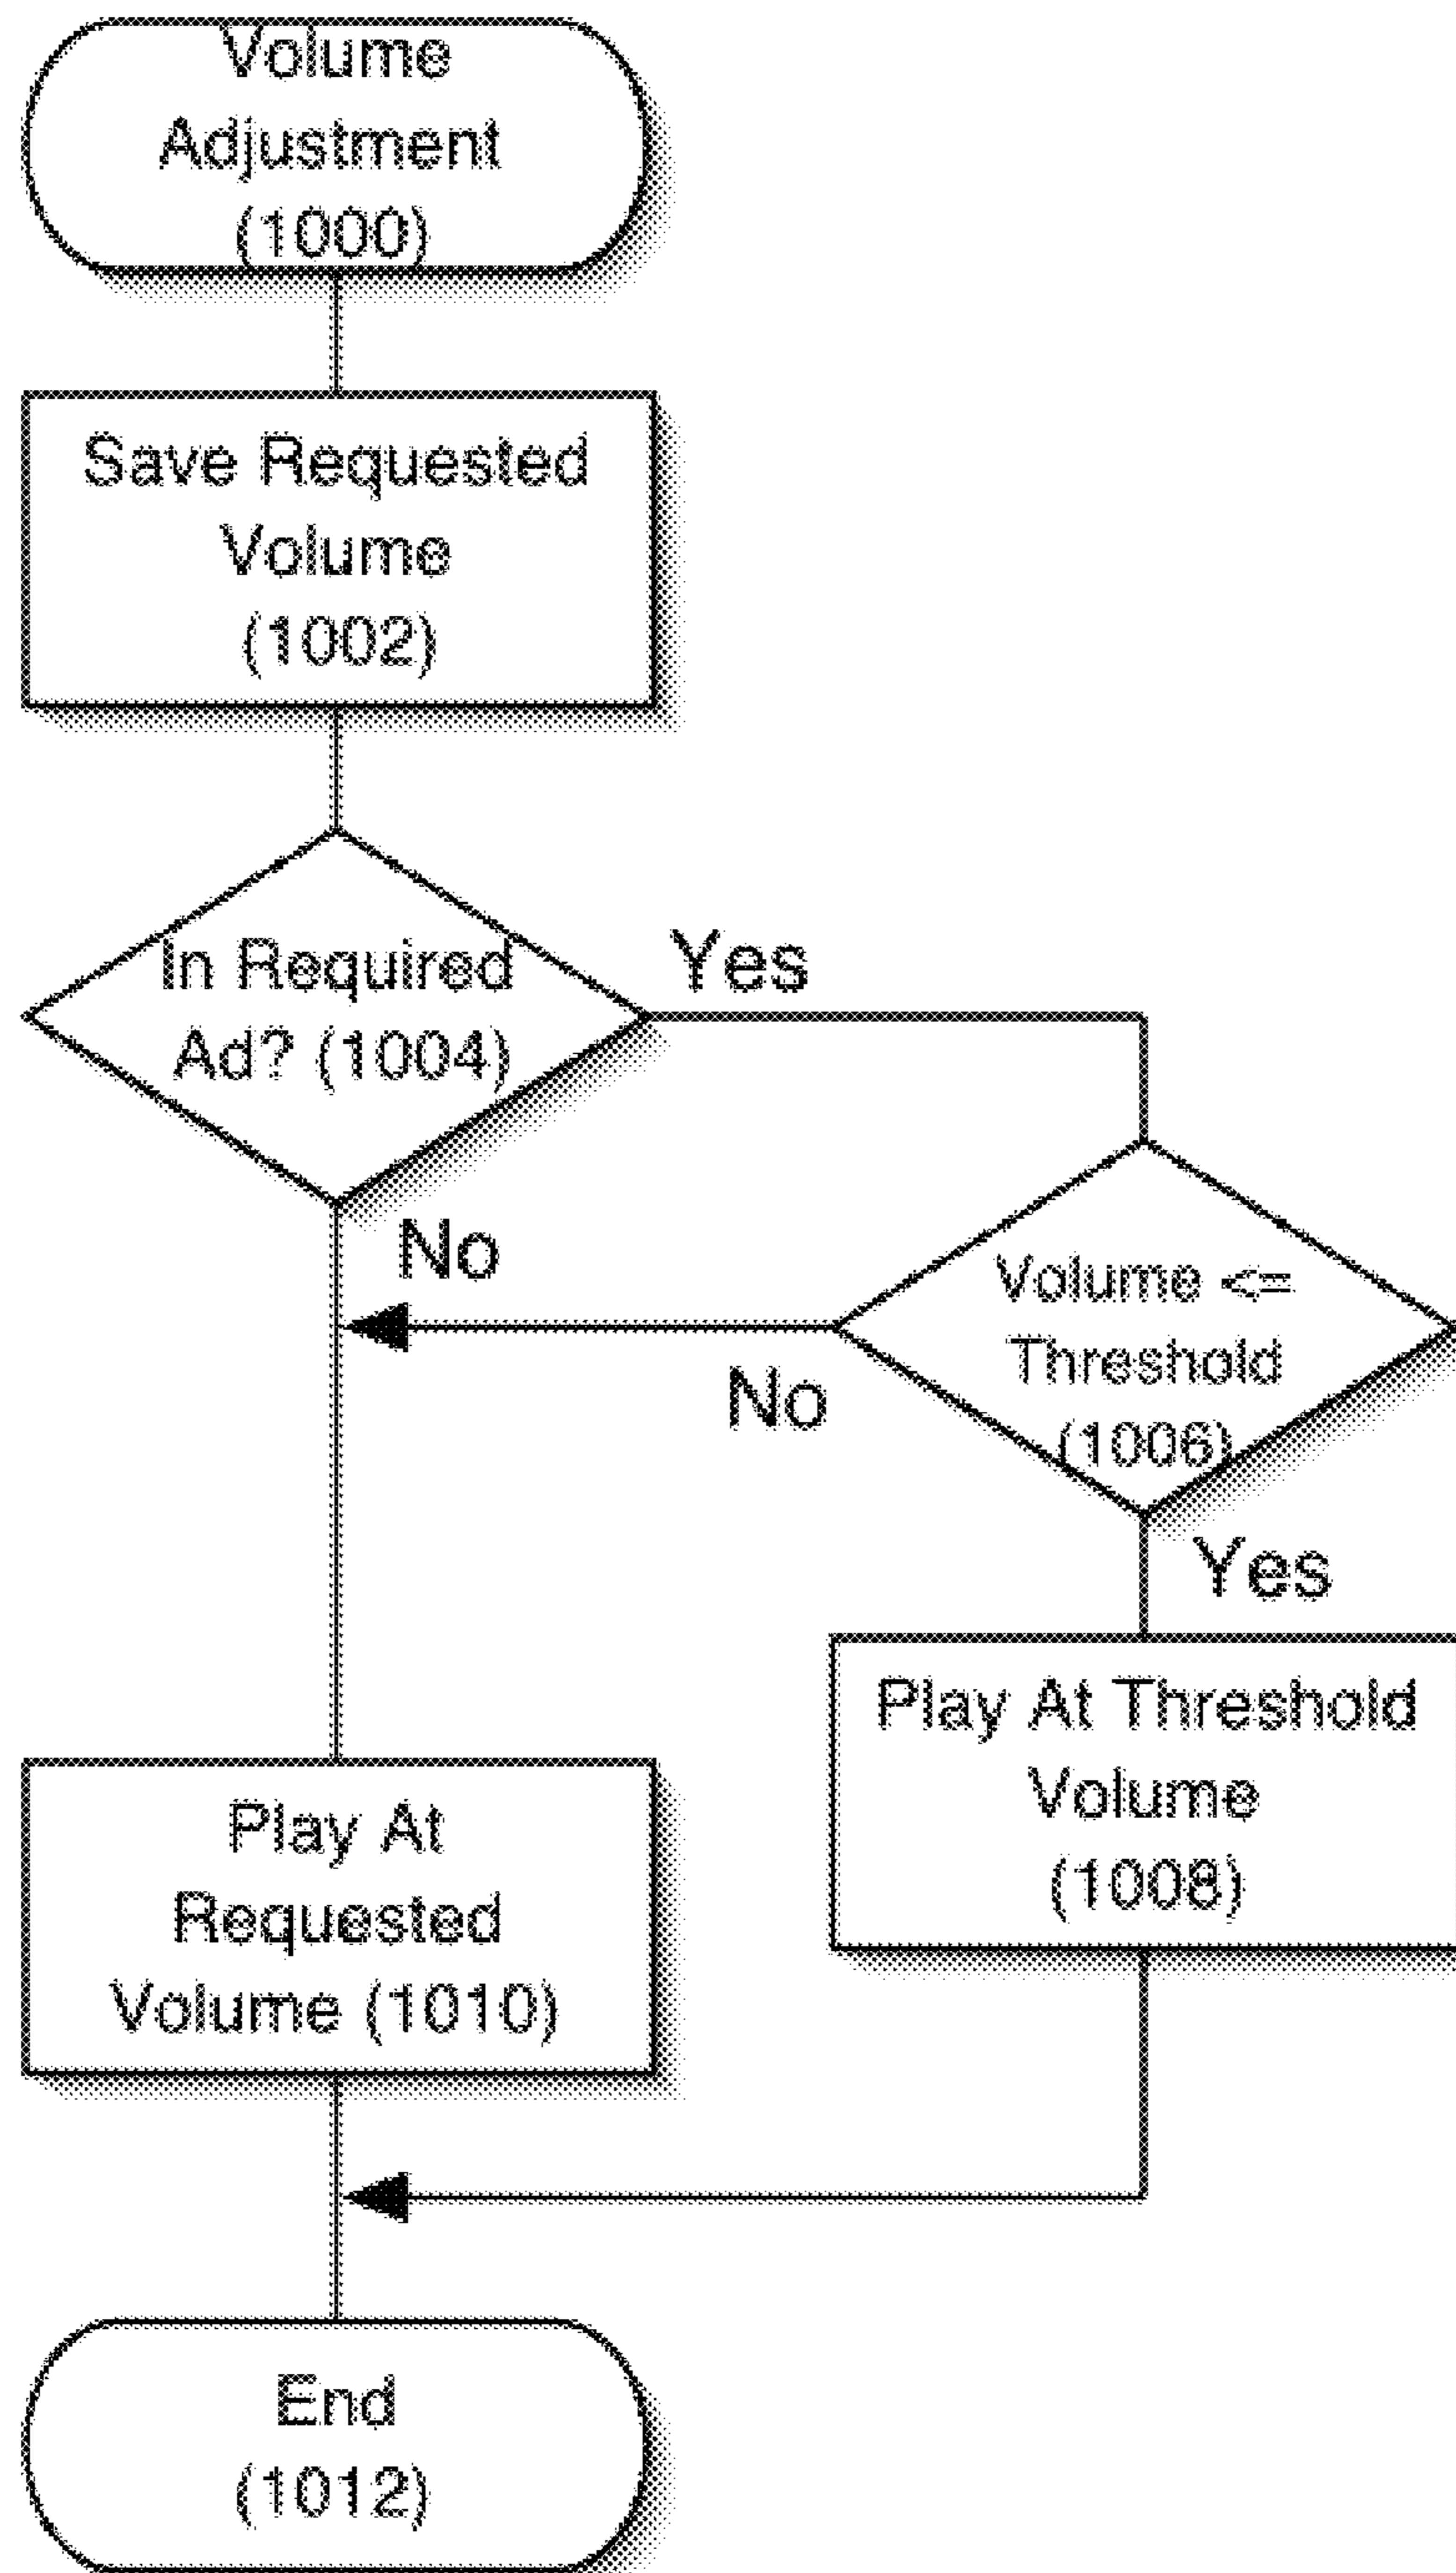 Volume
Adjustment
(1000)
Save Requested
Volume
(1002)
In Required
Ad? (1004)
Yes
No
Volume <=
Threshold
(1006)
No
Yes
Play At Threshold
Volume
(1008)
Play At
Requested
Volume (1010)
End
(1012)